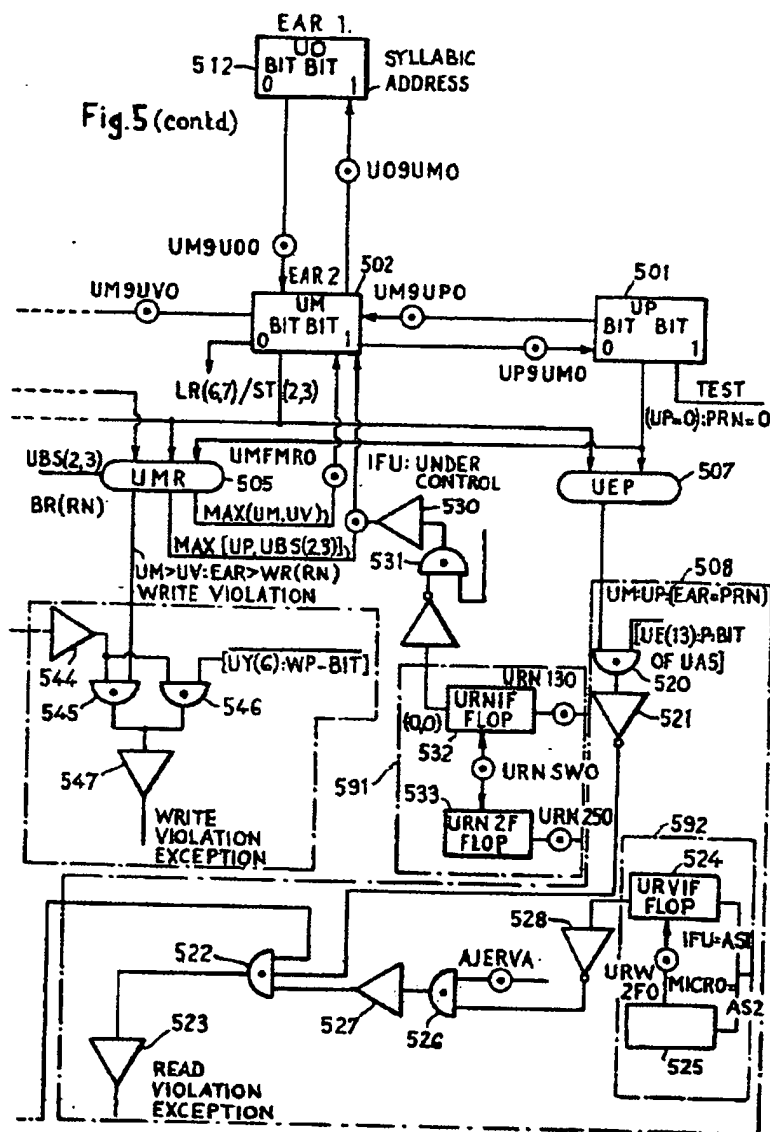 EAR 1.
UO
BIT BIT
0 1
512
SYLLABIC
ADDRESS
Fig.5 (contd)
UO9UMO
UM9UOO
EAR 2
502
UM
BIT BIT
0 1
UM9UVO
UM9UPO
501
UP
BIT BIT
0 1
UP9UMO
LR(6,7)/ST(2,3)
TEST
(UP=0):PRN=0
UBS(2,3)
UMR
505
UMFMRO
IFU: UNDER
CONTROL
530
UEP
507
BR(RN)
MAX(UM,UV)
531
MAX [UP,UBS(2,3)]
UM>UV:EAR>WR(RN)
WRITE VIOLATION
508
UM:UP:(EAR=PRN)
[UE(13):P-BIT
OF UAS]
520
521
544
[UY(6):WP-BIT]
545
546
547
WRITE
VIOLATION
EXCEPTION
URN 130
(0,0)
URN1F
FLOP
532
URN SWO
591
533
URN 2F
FLOP
URN 250
592
524
URV1F
FLOP
528
IFU=AS1
URW
2FO
MICRO=
AS2
525
522
AJERVA
527
526
523
READ
VIOLATION
EXCEPTION